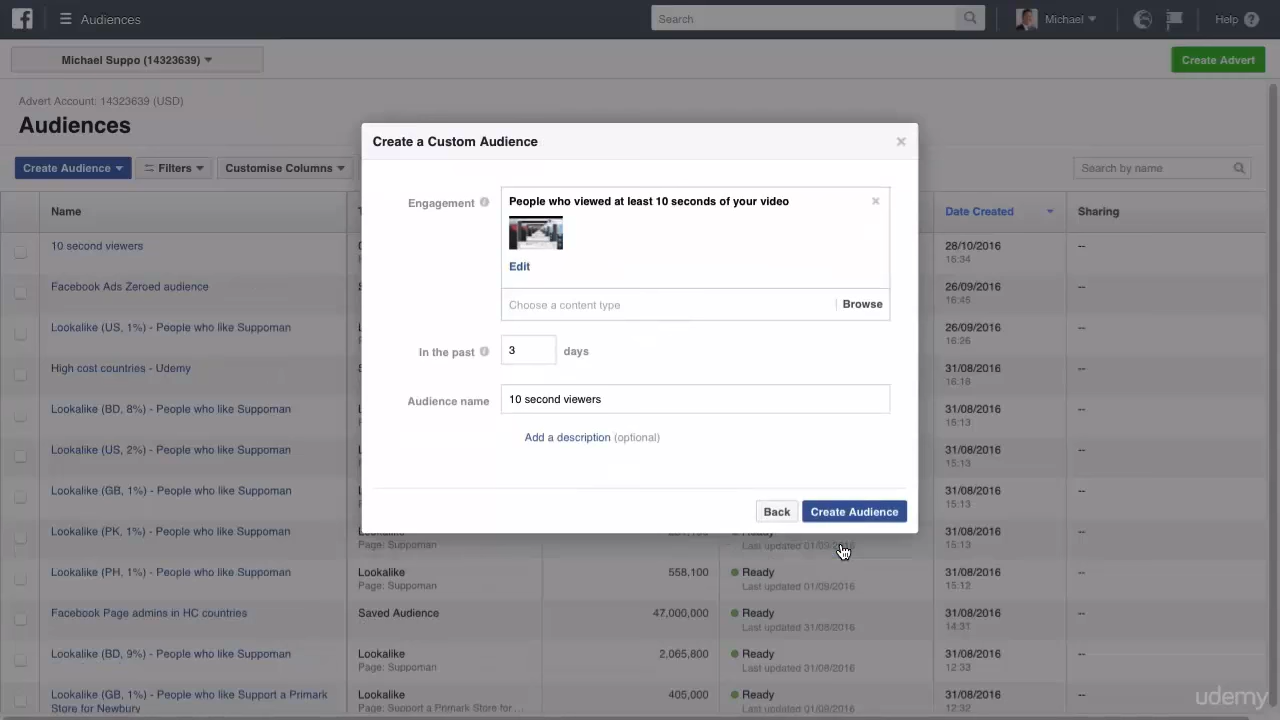 Audiences
Search
Michael
Help
Michael Suppo (14323639)
Create Advert
Advert Account: 14323639 (USD)
Audiences
Create Audience
Filters
Customise Columns
Search by name
Name
Date Created
Sharing
10 second viewers
28/10/2016
16:34
--
Facebook Ads Zeroed audience
26/09/2016
16:45
--
Lookalike (US, 1%) - People who like Suppoman
26/09/2016
16:26
--
High cost countries - Udemy
31/08/2016
16:18
--
Lookalike (BD, 8%) - People who like Suppoman
31/08/2016
15:13
--
Lookalike (US, 2%) - People who like Suppoman
31/08/2016
15:13
--
Lookalike (GB, 1%) - People who like Suppoman
31/08/2016
15:13
--
Lookalike (PK, 1%) - People who like Suppoman
Lookalike
Page: Suppoman
Ready
Last updated 01/09/2016
31/08/2016
15:13
--
Lookalike (PH, 1%) - People who like Suppoman
Lookalike
Page: Suppoman
558,100
Ready
Last updated 01/09/2016
31/08/2016
15:12
--
Facebook Page admins in HC countries
Saved Audience
47,000,000
Ready
Last updated 31/08/2016
31/08/2016
14:31
--
Lookalike (BD, 9%) - People who like Suppoman
Lookalike
Page: Suppoman
2,065,800
Ready
Last updated 31/08/2016
31/08/2016
12:33
--
Lookalike (GB, 1%) - People who like Support a Primark
Store for Newbury
Lookalike
Page: Support a Primark Store for ...
405,000
Ready
Last updated 31/08/2016
31/08/2016
12:32
--
Create a Custom Audience
Engagement
People who viewed at least 10 seconds of your video
Edit
Choose a content type
Browse
In the past
3
days
Audience name
10 second viewers
Add a description (optional)
Back
Create Audience
udemy